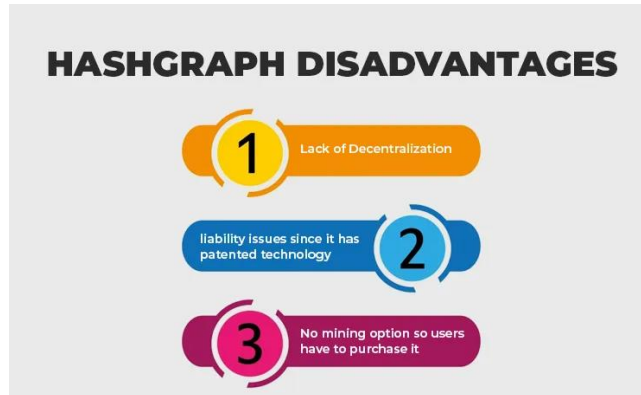 HASHGRAPH DISADVANTAGES
1
Lack of Decentralization
liability issues since it has
patented technology
2
3
No mining option so users
have to purchase it